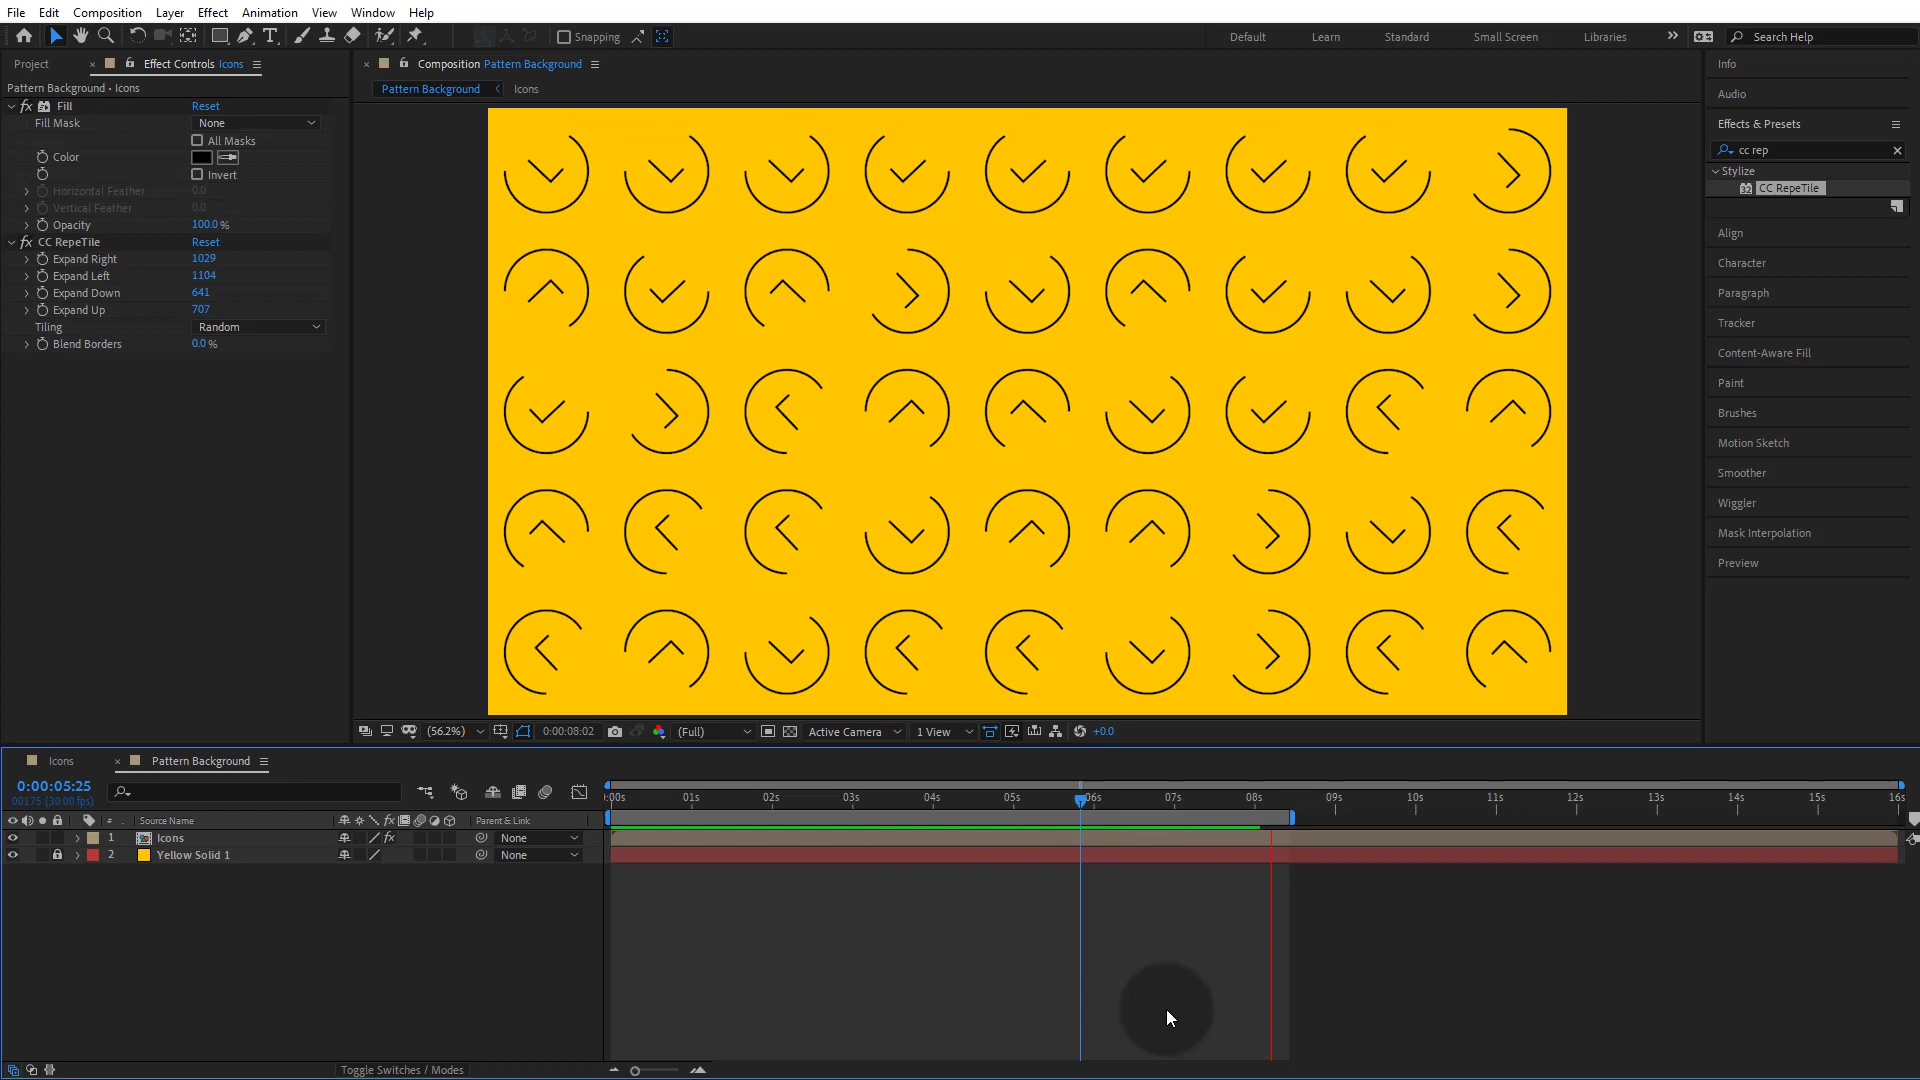 File Edit Composition Layer Effect Animation View Window Help
Snapping
Default Learn Standard Small Screen Libraries
Search Help
Project
Effect Controls Icons
Pattern Background • Icons
fx Fill Reset
Fill Mask None
All Masks
Color
Invert
Horizontal Feather 0.0
Vertical Feather 0.0
Opacity 100.0 %
fx CC RepeTile Reset
Expand Right 1029
Expand Left 1104
Expand Down 641
Expand Up 707
Tiling Random
Blend Borders 0.0 %
Composition Pattern Background
Pattern Background Icons
(56.2%) 0:00:08:02 (Full) Active Camera 1 View +0.0
Info
Audio
Effects & Presets
cc rep
Stylize
32 CC RepeTile
Align
Character
Paragraph
Tracker
Content-Aware Fill
Paint
Brushes
Motion Sketch
Smoother
Wiggler
Mask Interpolation
Preview
Icons Pattern Background
0:00:05:25
00175 (30.00 fps)
:00s 01s 02s 03s 04s 05s 06s 07s 08s 09s 10s 11s 12s 13s 14s 15s 16s
# Source Name fx Parent & Link
1 Icons fx None
2 Yellow Solid 1 None
Toggle Switches / Modes